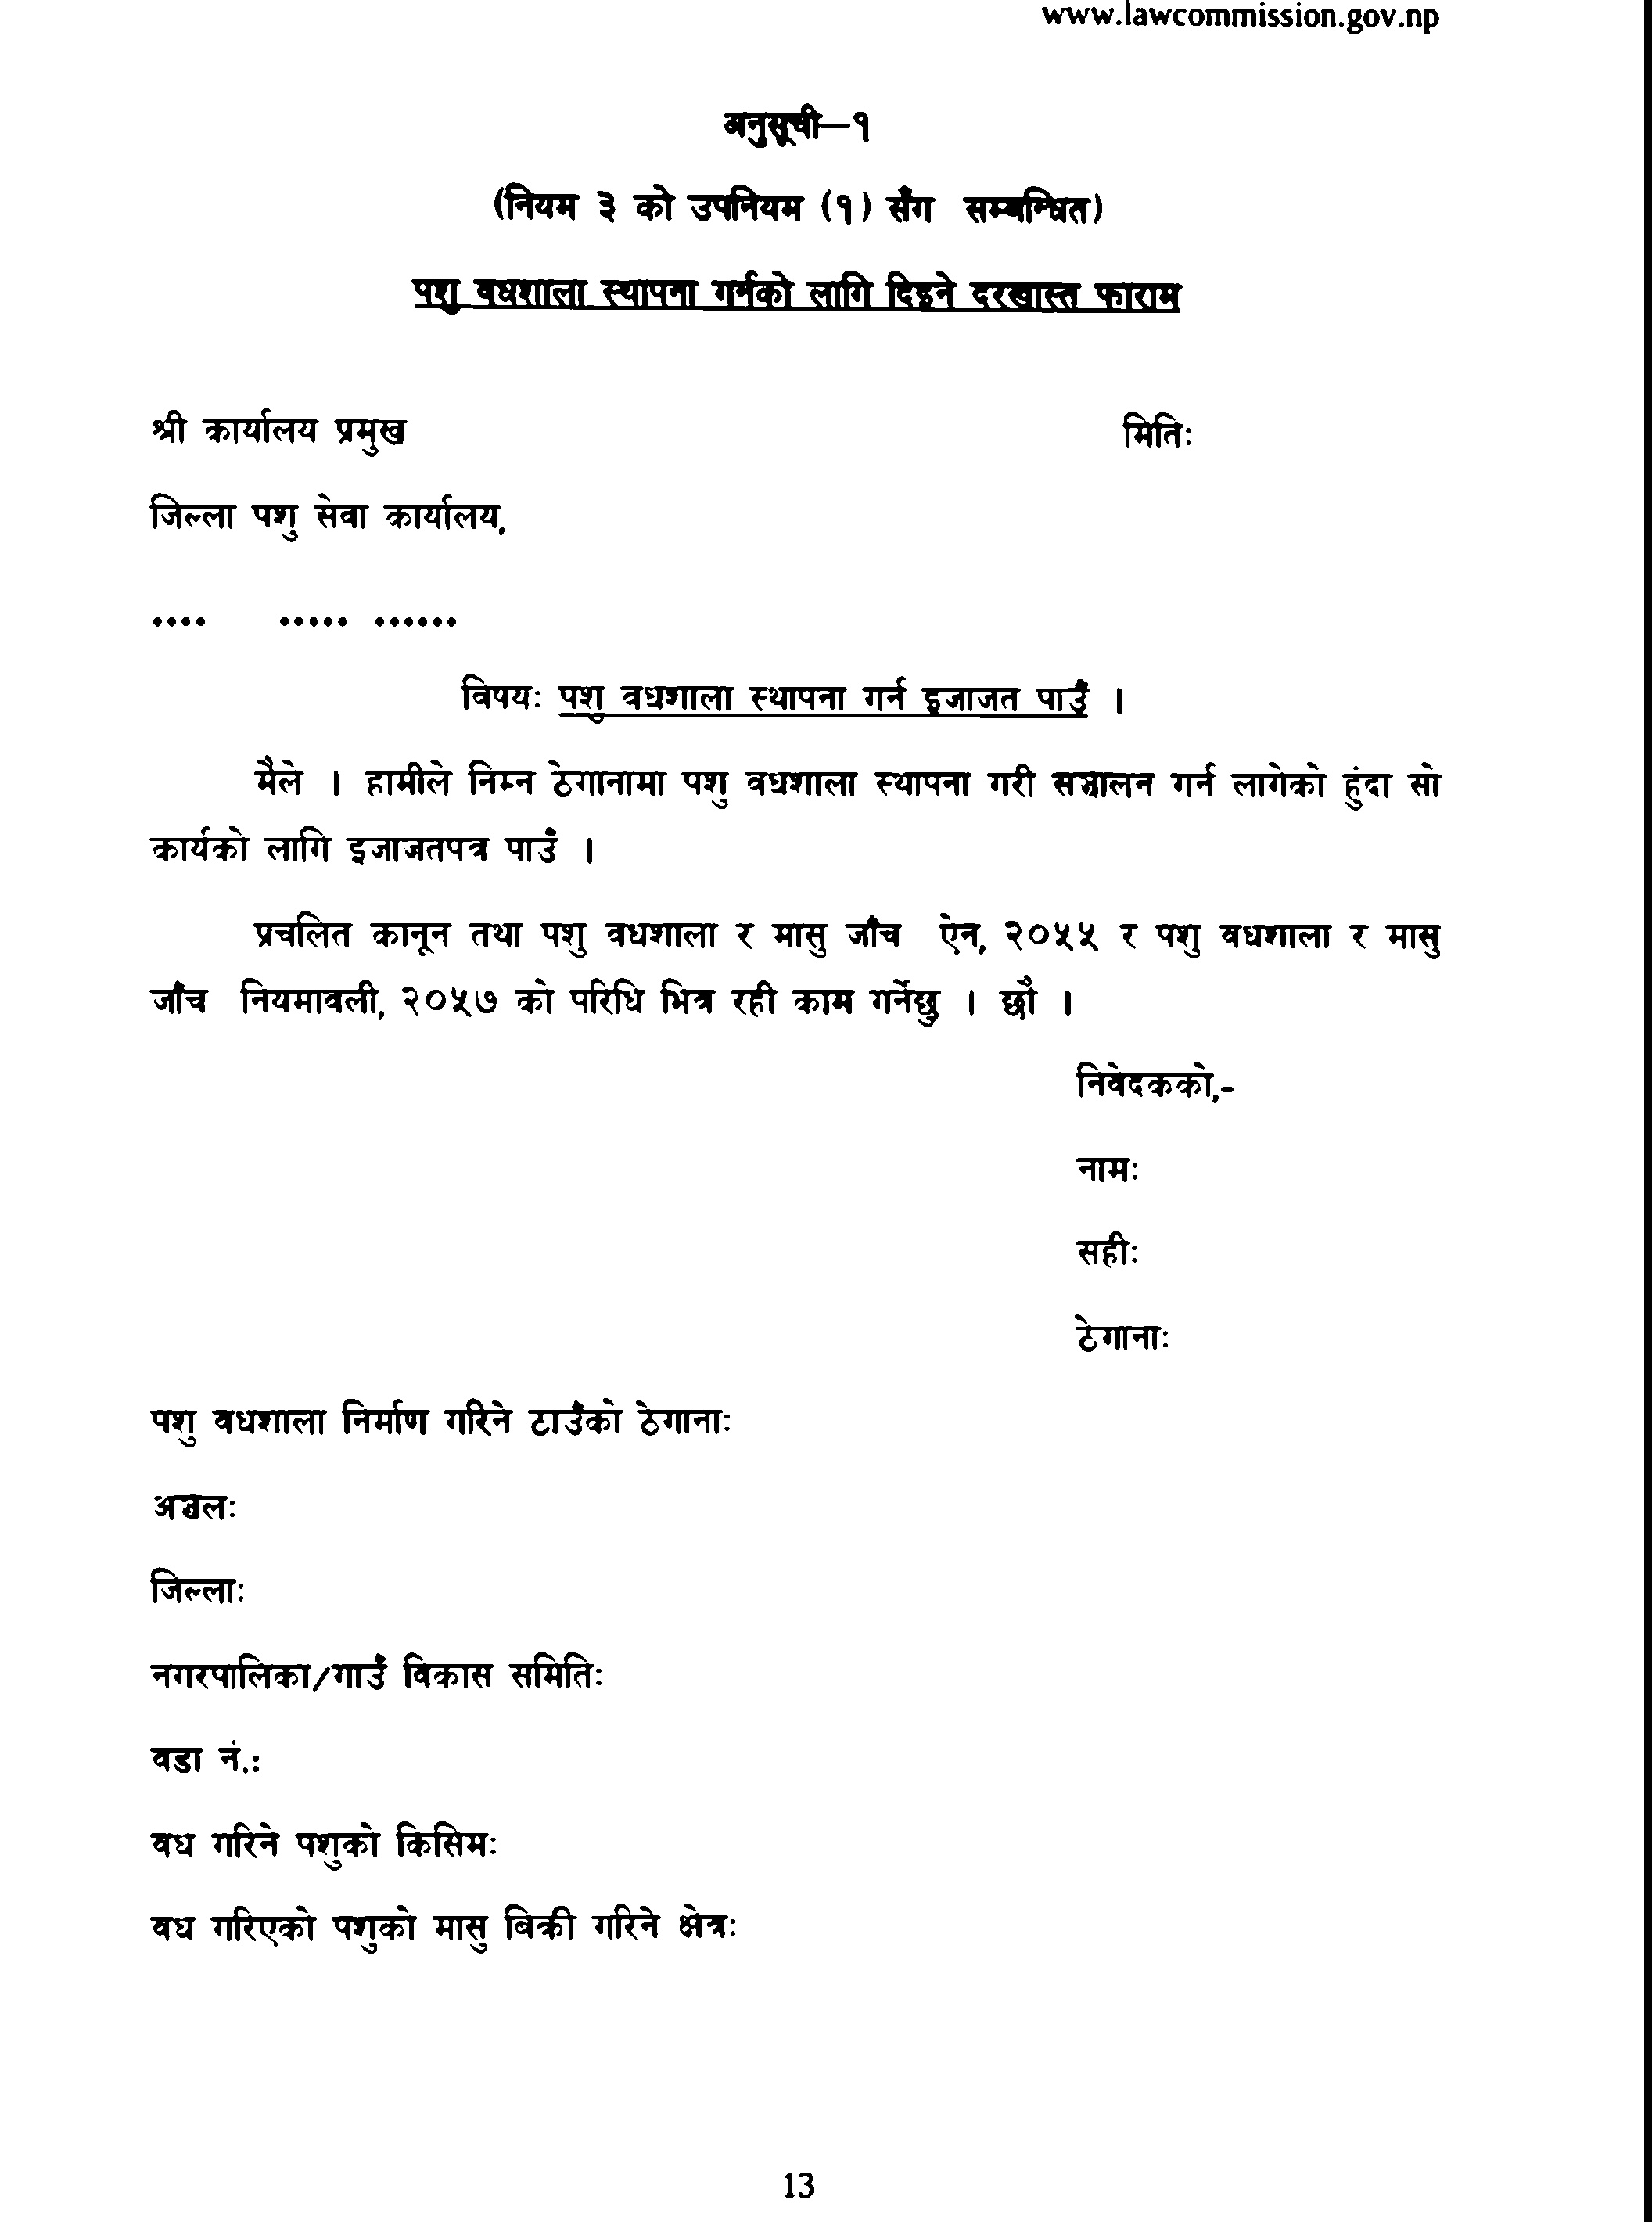 www.lawcommission.gov.np
अनुसूची–१
(नियम ३ को उपनियम (१) सँग सम्बन्धित)
पशु बधशाला स्थापना गर्नको लागि दिइने दरखास्त फाराम
श्री कार्यालय प्रमुख मितिः
जिल्ला पशु सेवा कार्यालय,
.... ..... ......
विषयः पशु वधशाला स्थापना गर्न इजाजत पाउँ ।
मैले । हामीले निम्न ठेगानामा पशु वधशाला स्थापना गरी सञ्चालन गर्न लागेको हुंदा सो
कार्यको लागि इजाजतपत्र पाउँ ।
प्रचलित कानून तथा पशु वधशाला र मासु जाँच ऐन, २०५५ र पशु वधशाला र मासु
जाँच नियमावली, २०५७ को परिधि भित्र रही काम गर्नेछु । छौं ।
निवेदकको,-
नामः
सहीः
ठेगानाः
पशु वधशाला निर्माण गरिने टाउँको ठेगानाः
अञ्चलः
जिल्लाः
नगरपालिका/गाउँ विकास समितिः
वडा नं.:
वध गरिने पशुको किसिमः
वध गरिएको पशुको मासु बिक्री गरिने क्षेत्रः
13